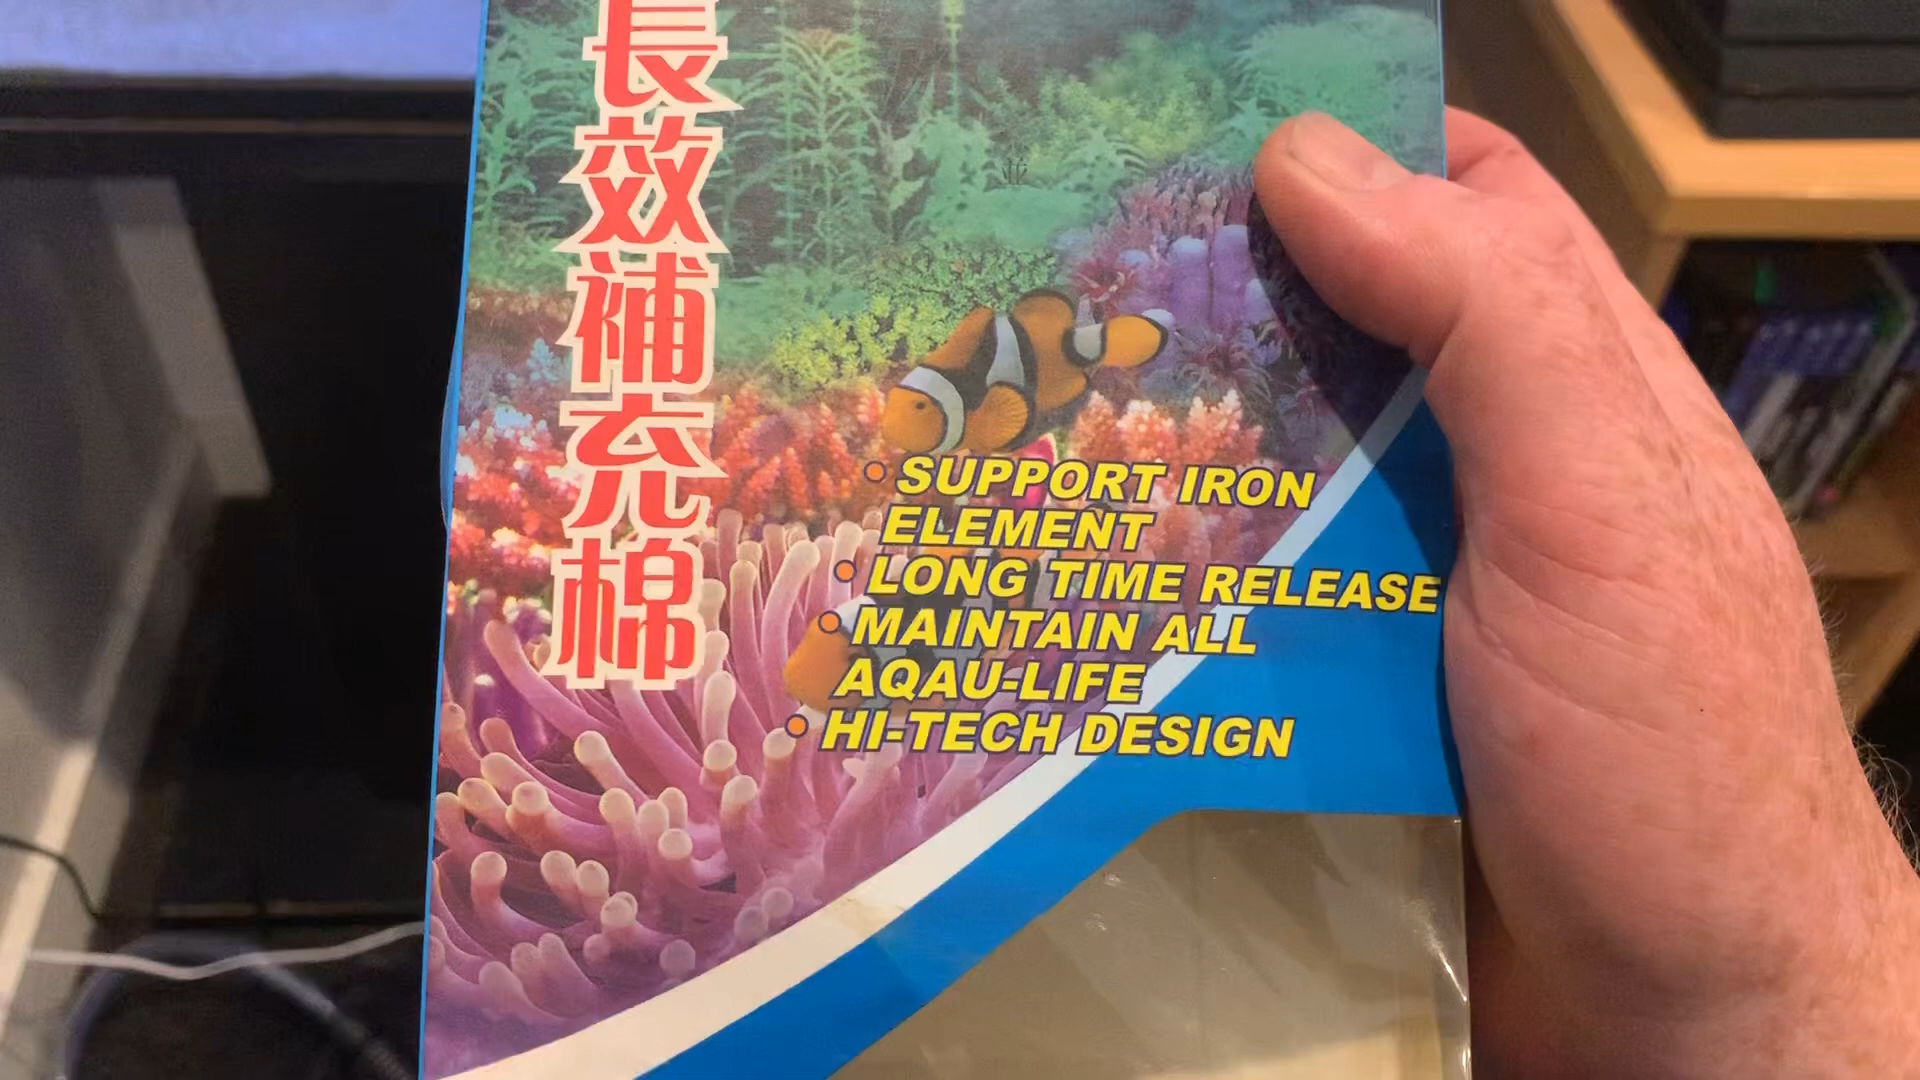 長效補充棉
• SUPPORT IRON
ELEMENT
• LONG TIME RELEASE
• MAINTAIN ALL
AQAU-LIFE
• HI-TECH DESIGN